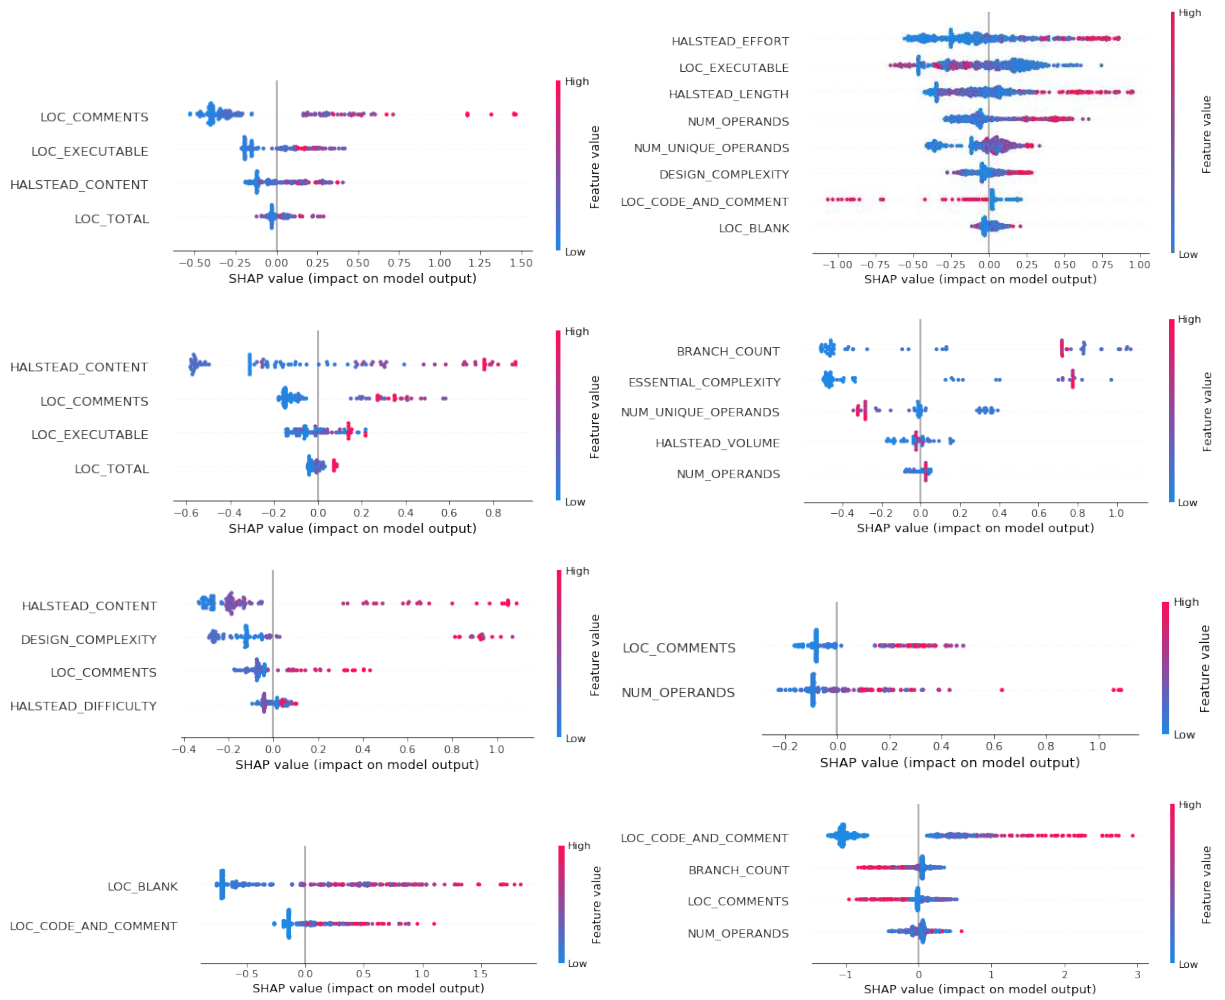 High
LOC_COMMENTS
LOC_EXECUTABLE
HALSTEAD_CONTENT
LOC_TOTAL
Feature value
Low
−0.50 −0.25 0.00 0.25 0.50 0.75 1.00 1.25 1.50
SHAP value (impact on model output)
High
HALSTEAD_EFFORT
LOC_EXECUTABLE
HALSTEAD_LENGTH
NUM_OPERANDS
NUM_UNIQUE_OPERANDS
DESIGN_COMPLEXITY
LOC_CODE_AND_COMMENT
LOC_BLANK
Feature value
Low
−1.00 −0.75 −0.50 −0.25 0.00 0.25 0.50 0.75 1.00
SHAP value (impact on model output)
High
HALSTEAD_CONTENT
LOC_COMMENTS
LOC_EXECUTABLE
LOC_TOTAL
Feature value
Low
−0.6 −0.4 −0.2 0.0 0.2 0.4 0.6 0.8
SHAP value (impact on model output)
High
BRANCH_COUNT
ESSENTIAL_COMPLEXITY
NUM_UNIQUE_OPERANDS
HALSTEAD_VOLUME
NUM_OPERANDS
Feature value
Low
−0.4 −0.2 0.0 0.2 0.4 0.6 0.8 1.0
SHAP value (impact on model output)
High
HALSTEAD_CONTENT
DESIGN_COMPLEXITY
LOC_COMMENTS
HALSTEAD_DIFFICULTY
Feature value
Low
−0.4 −0.2 0.0 0.2 0.4 0.6 0.8 1.0
SHAP value (impact on model output)
High
LOC_COMMENTS
NUM_OPERANDS
Feature value
Low
−0.2 0.0 0.2 0.4 0.6 0.8 1.0
SHAP value (impact on model output)
High
LOC_BLANK
LOC_CODE_AND_COMMENT
Feature value
Low
−0.5 0.0 0.5 1.0 1.5
SHAP value (impact on model output)
High
LOC_CODE_AND_COMMENT
BRANCH_COUNT
LOC_COMMENTS
NUM_OPERANDS
Feature value
Low
−1 0 1 2 3
SHAP value (impact on model output)